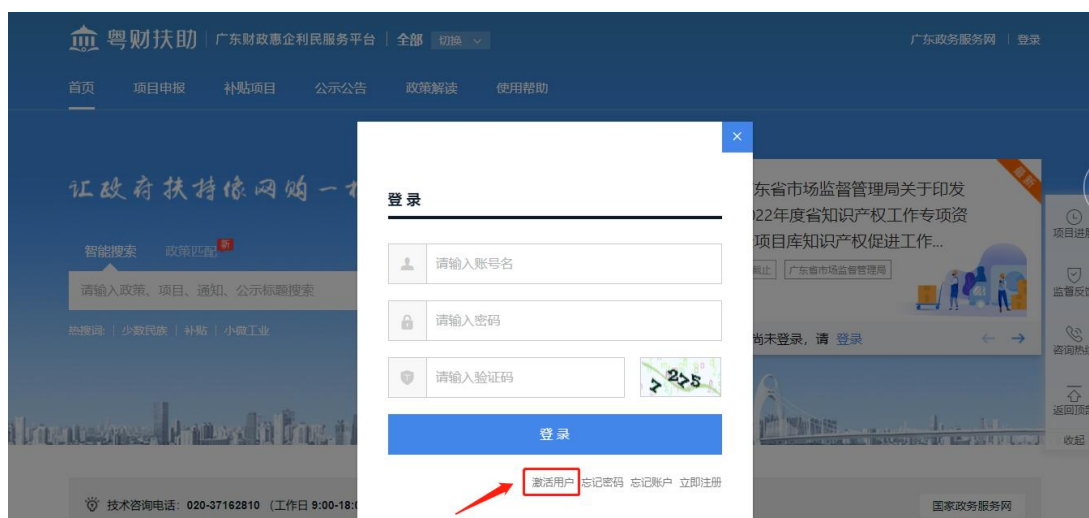 粤财扶助 广东财政惠企利民服务平台 全部 切换
广东政务服务网 登录
首页 项目申报 补贴项目 公示公告 政策解读 使用帮助
让政府扶持像网购一
智能搜索 政策匹配 新
请输入政策、项目、通知、公示标题搜索
热搜词: 少数民族 补贴 小微工业
登录
请输入账号名
请输入密码
请输入验证码
7275
登录
激活用户 忘记密码 忘记账户 立即注册
最新
东省市场监督管理局关于印发
022年度省知识产权工作专项资
项目库知识产权促进工作...
截止 广东省市场监督管理局
尚未登录,请 登录
项目进
监督反
咨询热
返回顶
收起
技术咨询电话:020-37162810 (工作日 9:00-18:0
国家政务服务网